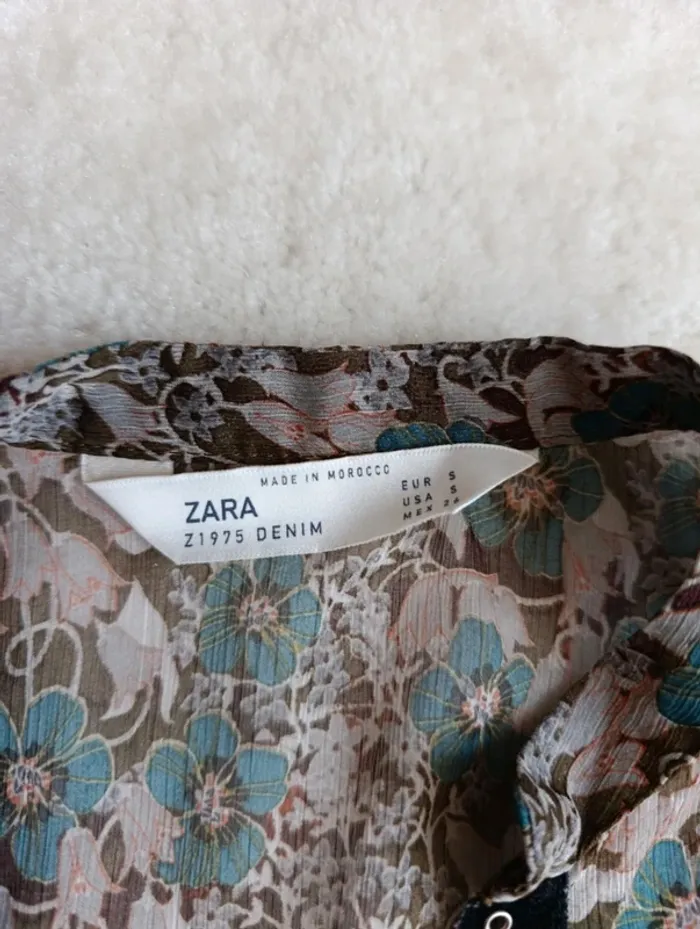 MADE IN MOROCCO
ZARA
Z1975 DENIM
EUR S
USA S
MEX 26